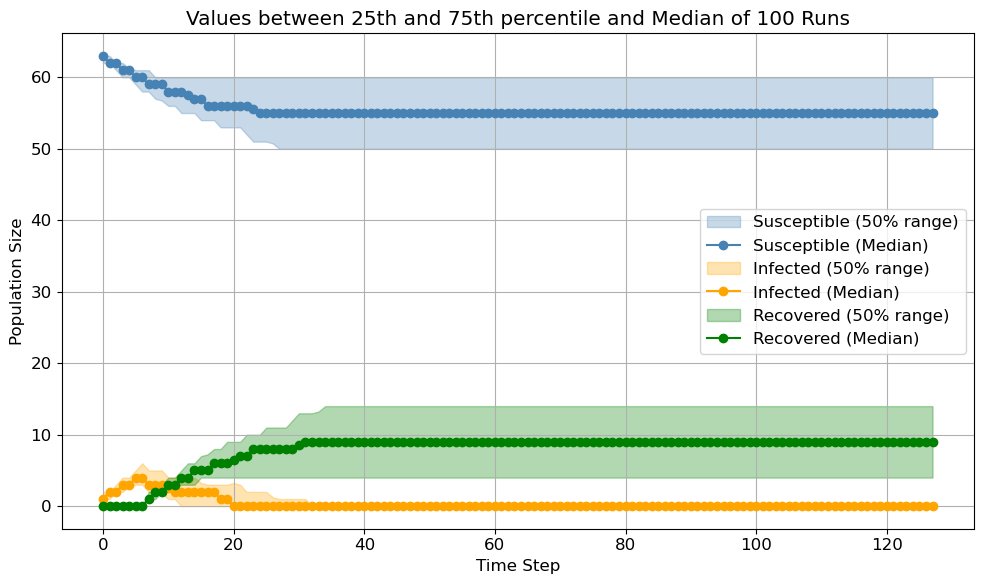 Values between 25th and 75th percentile and Median of 100 Runs
Population Size
60
50
40
30
20
10
0
Susceptible (50% range)
Susceptible (Median)
Infected (50% range)
Infected (Median)
Recovered (50% range)
Recovered (Median)
0 20 40 60 80 100 120
Time Step